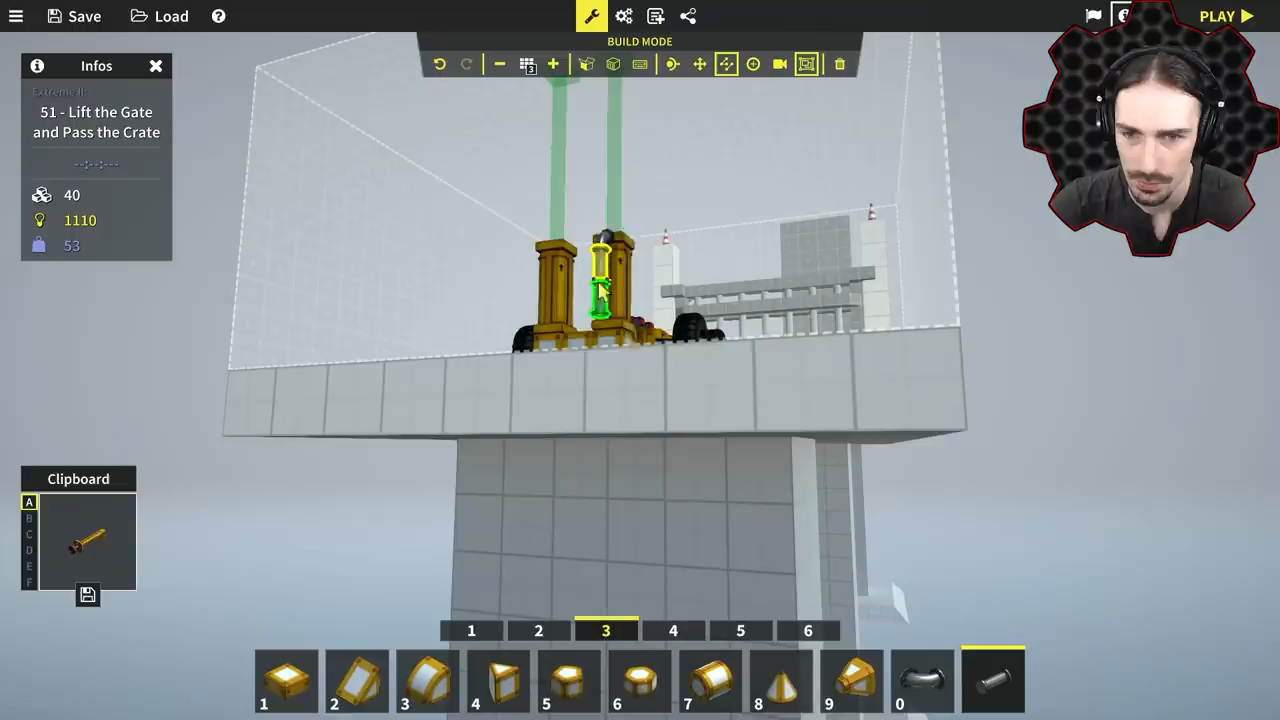 Save
Load
PLAY
BUILD MODE
3
Infos
Extreme II:
51 - Lift the Gate
and Pass the Crate
--:--:---
40
1110
53
Clipboard
A
B
C
D
E
F
1 2 3 4 5 6
1 2 3 4 5 6 7 8 9 0